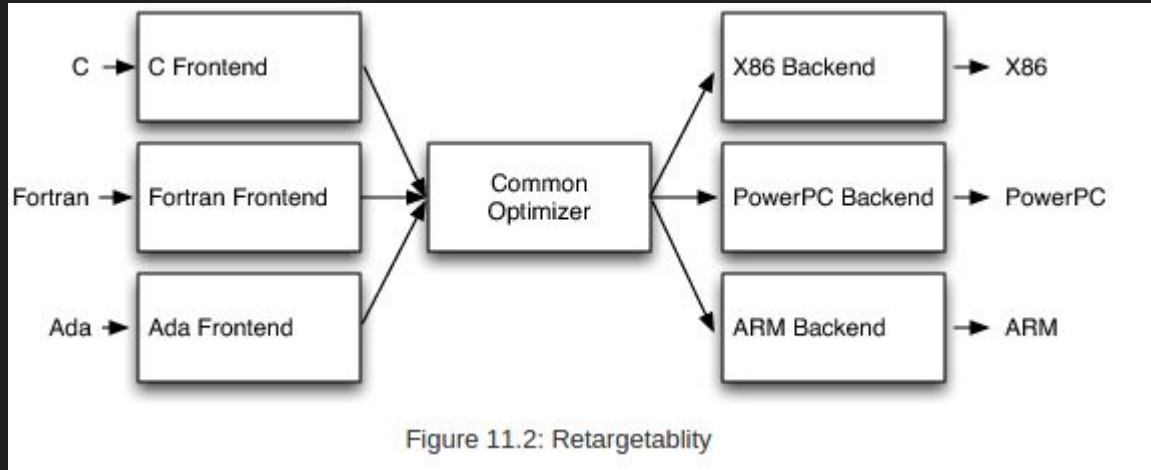 C
C Frontend
X86 Backend
X86
Fortran
Fortran Frontend
Common
Optimizer
PowerPC Backend
PowerPC
Ada
Ada Frontend
ARM Backend
ARM
Figure 11.2: Retargetablity